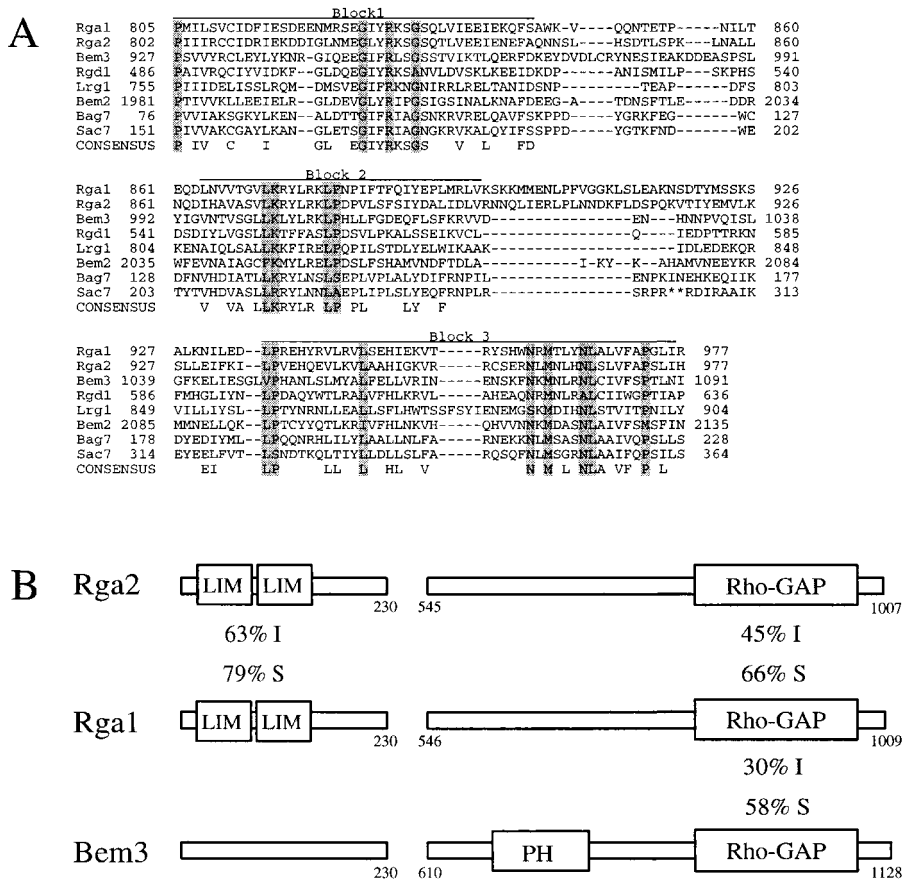 A
Block1
Rga1 805 PMILSVCIDFIESDEENMRSEGIYRKSGSQLVIEEIEKQFSAWK-V-----QQNTETP----NILT 860
Rga2 802 PIIIRCCIDRIEKDDIGLNMEGLYRKSGSQTLVEEIENEFAQNNSL-----HSDTLSPK---LNALL 860
Bem3 927 PSVVYRCLEYLYKNR-GIQEEGIFRLSGSSTVIKTLQERFDKEYDVDLCRYNESIEAKDDEASPSL 991
Rgd1 486 PAIVRQCIYVIDKF--GLDQEGIYRKSANVLDVSKLKEEIDKDP-----ANISMILP--SKPHS 540
Lrg1 755 PIIIDELISSLRQM--DMSVEGIFRKNGNIRRLRELTANIDSNP---------TEAP----DFS 803
Bem2 1981 PTIVVKLLEEIELR--GLDEVGLYRIPGSIGSINALKNAFDEEG-A----TDNSFTLE---DDR 2034
Bag7 76 PVVIAKSGKYLKEN--ALDTTGIFRIAGSNKRVRELQAVFSKPPD------YGRKFEG-----WC 127
Sac7 151 PIVVAKCGAYLKAN--GLETSGIFRIAGNGKRVKALQYIFSSPPD------YGTKFND-----WE 202
CONSENSUS P IV C I GL EGIYRKSGS V L FD
Block 2
Rga1 861 EQDLNVVTGVLKRYLRKLPNPIFTFQIYEPLMRLVKSKKMMENLPFVGGKLSLEAKNSDTYMSSKS 926
Rga2 861 NQDIHAVASVLKRYLRKLPDPVLSFSIYDALIDLVRNNQLIERLPLNNDKFLDSPQKVTIYEMVLK 927
Bem3 992 IYGVNTVSGLLKLYLRKLPHLLFGDEQFLSFKRVVD-----------------EN--HNNPVQISL 1038
Rgd1 541 DSDIYLVGSLLKTFFASLPDSVLPKALSSEIKVCL------------------Q---IEDPTTRKN 585
Lrg1 804 KENAIQLSALLKKFIRELPQPILSTDLYELWIKAAK---------------------IDLEDEKQR 848
Bem2 2035 WFEVNAIAGCFKMYLRELPDSLFSHAMVNDFTDLA------------I-KY--K--AHAMVNEEYKR 2084
Bag7 128 DFNVHDIATLLKRYLNSLSEPLVPLALYDIFRNPIL-----------------ENPKINEHKEQIIK 177
Sac7 203 TYTVHDVASLLRRYLNNLAEPLIPLSLYEQFRNPLR-----------------SRPR**RDIRAAIK 313
CONSENSUS V VA LLKRYLR LP PL LY F
Block 3
Rga1 927 ALKNILED--LPREHYRVLRVLSEHIEKVT-----RYSHWNRMTLYNLALVFAPGLIR 977
Rga2 927 SLLEIFKI--LPVEHQEVLKVLAAHIGKVR-----RCSERNLMNLHNLSLVFAPSLIH 977
Bem3 1039 GFKELIESGLVPHANLSLMYALFELLVRIN-----ENSKFNKMNLRNLCIVFSPTLNI 1091
Rgd1 586 FMHGLIYN--LPDAQYWTLRALVFHLKRVL-----AHEAQNRMNLRALCIIWGPTIAP 636
Lrg1 849 VILLIYSL--LPTYNRNLLEALLSFLHWTSSFSYIENEMGSKMDIHNLSTVITPNILY 904
Bem2 2085 MMNELLQK--LPTCYYQTLKRIVFHLNKVH-----QHVVNNKMDASNLAIVFSMSFIN 2135
Bag7 178 DYEDIYML--LPQQNRHLILYLAALLNLFA-----RNEKKNLMSASNLAAIVQPSLLS 228
Sac7 314 EYEELFVT--LSNDTKQLTIYLLDLLSLFA-----RQSQFNLMSGRNLAAIFQPSILS 364
CONSENSUS EI LP LL L HL V N M L NLA VF P L
B
Rga2 LIM LIM 230 545 Rho-GAP 1007
63% I 45% I
79% S 66% S
Rga1 LIM LIM 230 546 Rho-GAP 1009
30% I
58% S
Bem3 230 610 PH Rho-GAP 1128